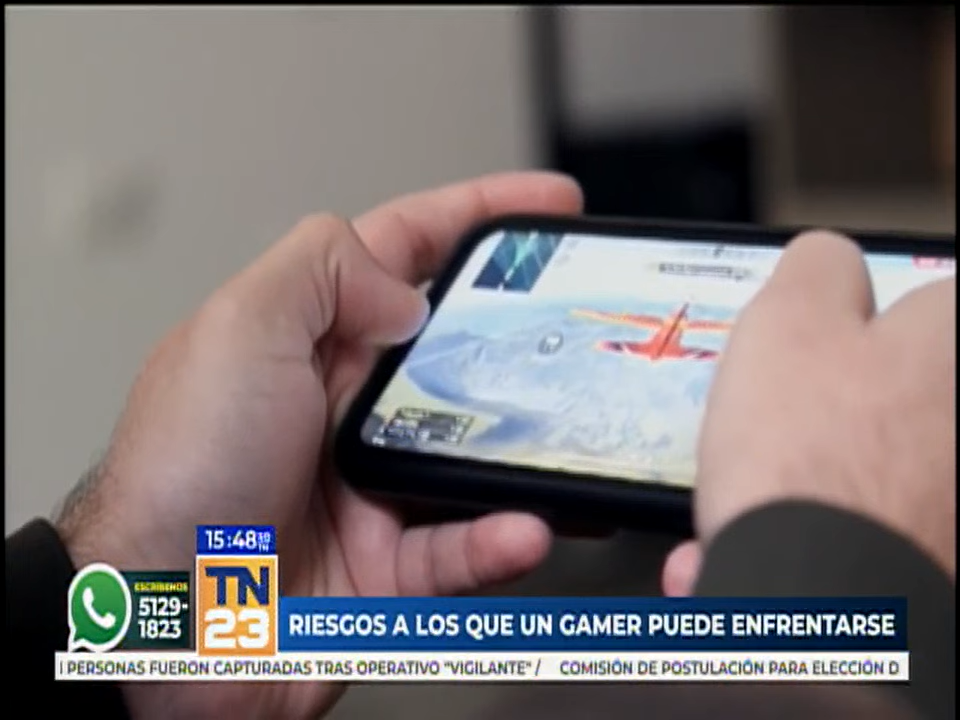 15:48
TN
23
ESCRÍBENOS
5129-
1823
RIESGOS A LOS QUE UN GAMER PUEDE ENFRENTARSE
PERSONAS FUERON CAPTURADAS TRAS OPERATIVO "VIGILANTE" / COMISIÓN DE POSTULACIÓN PARA ELECCIÓN D